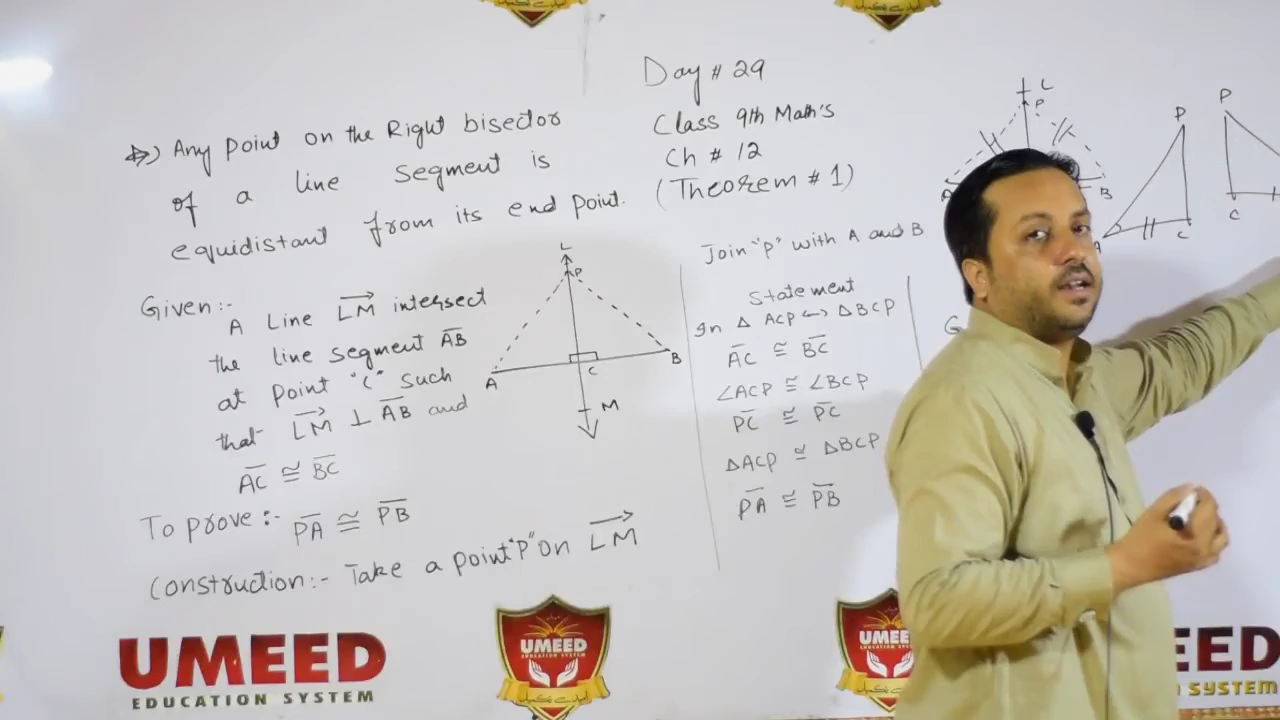 Day # 29
Class 9th Math's
Ch # 12
(Theorem # 1)
Any point on the Right bisector
of a line segment is
equidistant from its end point.
Given:-
A Line LM intersect
the line segment AB
at point "C" such
that LM ⊥ AB and
AC ≅ BC
To prove:- PA ≅ PB
Construction:- Take a point "P" on LM
L
P
A
C
B
M
Join "P" with A and B
Statement
In △ ACP ↔ △BCP
AC ≅ BC
∠ACP ≅ ∠BCP
PC ≅ PC
△ACP ≅ △BCP
PA ≅ PB
L
P
A
B
P
A
C
P
C
G
UMEED
EDUCATION SYSTEM
UMEED
EDUCATION SYSTEM
UMEE
EED
SYSTEM